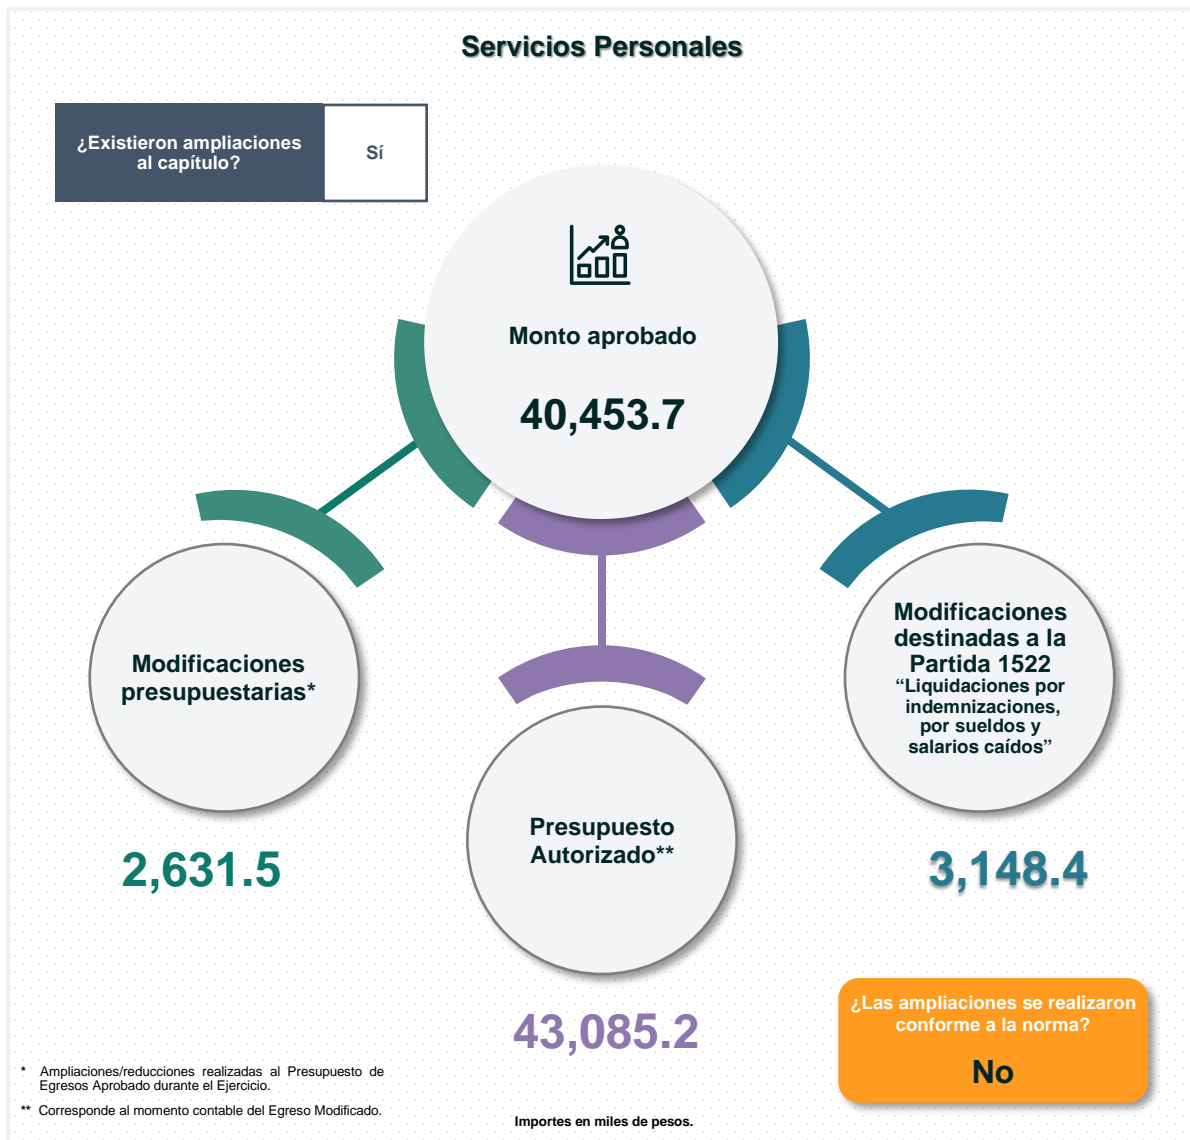 Servicios Personales
¿Existieron ampliaciones
al capítulo?
Sí
Monto aprobado
40,453.7
Modificaciones
presupuestarias*
2,631.5
Presupuesto
Autorizado**
43,085.2
Modificaciones
destinadas a la
Partida 1522
“Liquidaciones por
indemnizaciones,
por sueldos y
salarios caídos”
3,148.4
¿Las ampliaciones se realizaron
conforme a la norma?
No
* Ampliaciones/reducciones realizadas al Presupuesto de
Egresos Aprobado durante el Ejercicio.
** Corresponde al momento contable del Egreso Modificado.
Importes en miles de pesos.